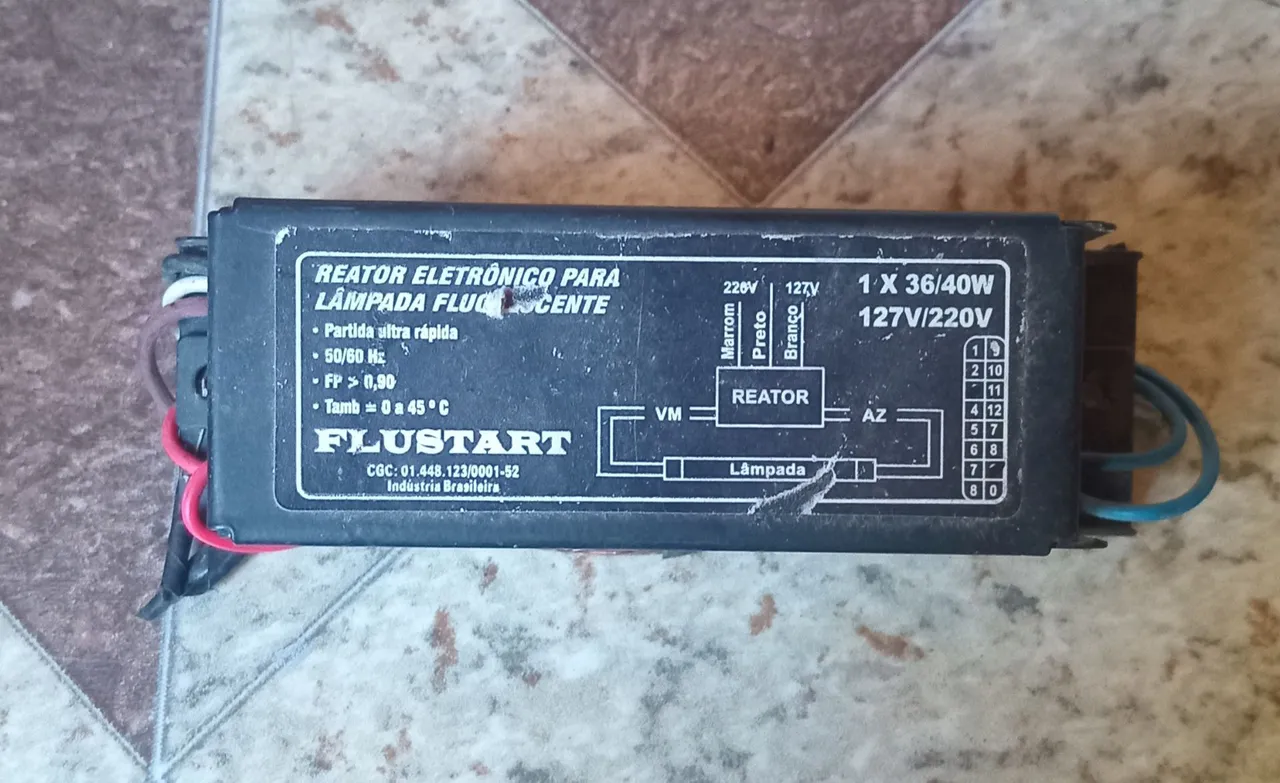 REATOR ELETRÔNICO PARA
LÂMPADA
• Partida ultra rápida
• 50/60 Hz
• FP > 0,90
• Tamb = 0 a 45 º C
FLUSTART
CGC: 01.448.123/0001-52
Indústria Brasileira
220V 127V
Marrom
Preto
Branco
REATOR
VM
AZ
Lâmpada
1 X 36/40W
127V/220V
1 9
2 10
11
4 12
5 7
6 8
7
8 0